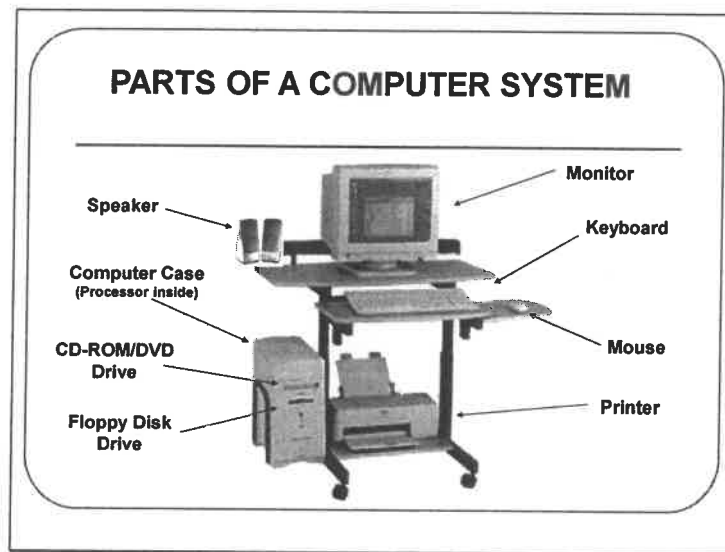 PARTS OF A COMPUTER SYSTEM
Monitor
Speaker
Keyboard
Computer Case
(Processor inside)
CD-ROM/DVD
Drive
Mouse
Floppy Disk
Drive
Printer